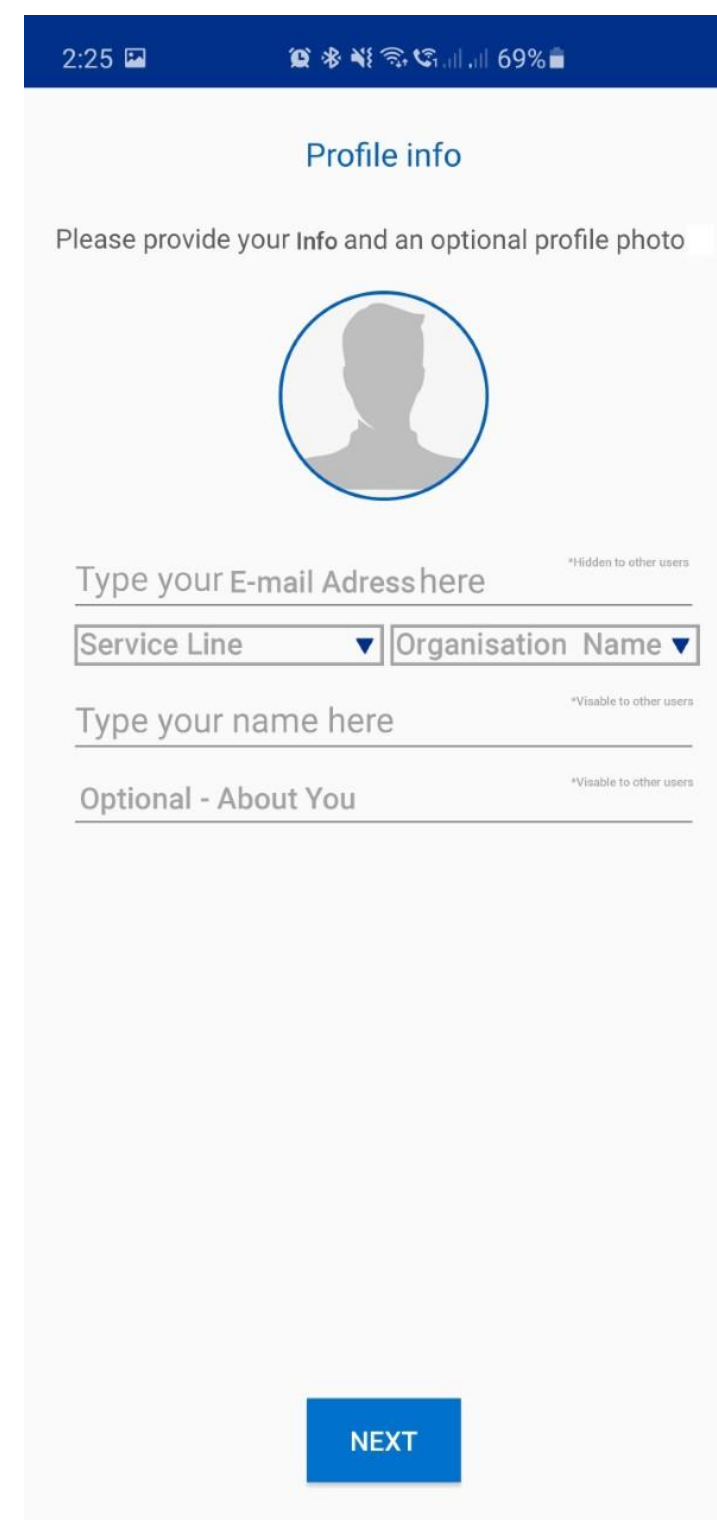 2:25 69%
Profile info
Please provide your Info and an optional profile photo
*Hidden to other users
Type your E-mail Adress here
Service Line ▼ Organisation Name ▼
*Visable to other users
Type your name here
*Visable to other users
Optional - About You
NEXT